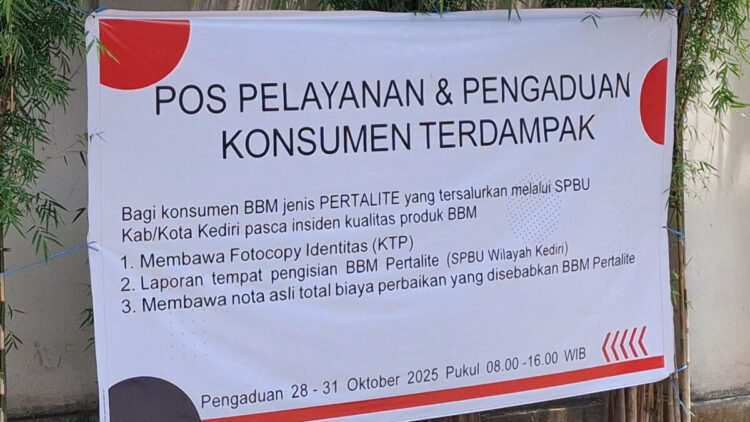 POS PELAYANAN & PENGADUAN
KONSUMEN TERDAMPAK
Bagi konsumen BBM jenis PERTALITE yang tersalurkan melalui SPBU
Kab/Kota Kediri pasca insiden kualitas produk BBM
1. Membawa Fotocopy Identitas (KTP)
2. Laporan tempat pengisian BBM Pertalite (SPBU Wilayah Kediri)
3. Membawa nota asli total biaya perbaikan yang disebabkan BBM Pertalite
Pengaduan 28 - 31 Oktober 2025 Pukul 08.00 -16.00 WIB